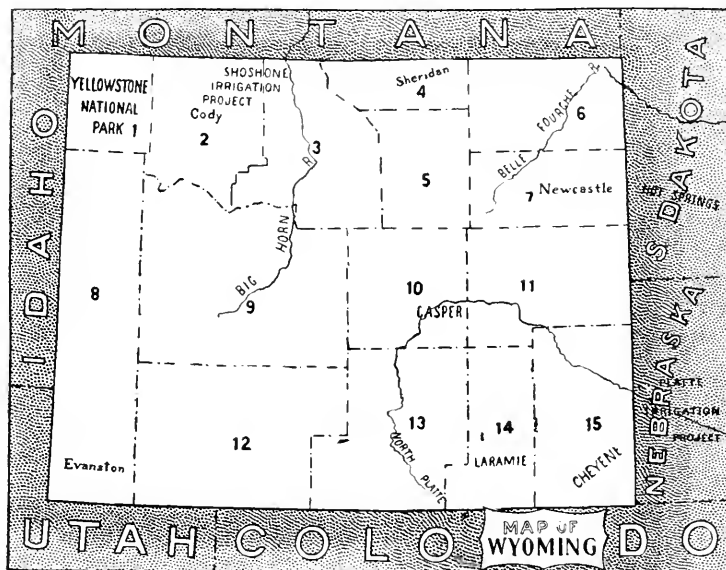 MONTANA
YELLOWSTONE
NATIONAL
PARK 1
SHOSHONE
IRRIGATION
PROJECT
Cody
2
R
3
Sheridan
4
5
BELLE FOURCHE R.
6
7
Newcastle
IDAHO
S DAKOTA
HOT SPRINGS
8
BIG HORN
9
10
CASPER
11
NEBRASKA
PLATTE
IRRIGATION
PROJECT
12
13
NORTH PLATTE
14
15
Evanston
LARAMIE
CHEYENE
UTAH
COLORADO
MAP OF
WYOMING